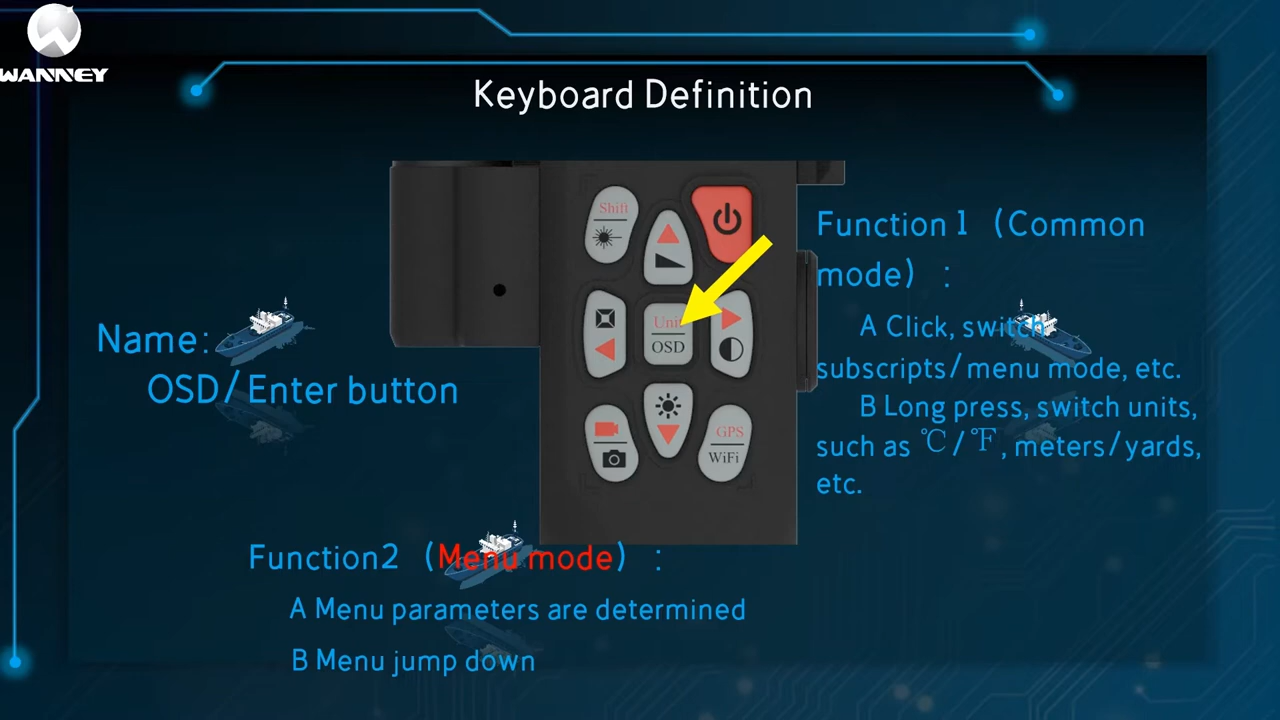 WANNEY
Keyboard Definition
Shift
Unit
OSD
GPS
WiFi
Name:
OSD/Enter button
Function1 (Common
mode) :
A Click, switch
subscripts/menu mode, etc.
B Long press, switch units,
such as ℃/℉, meters/yards,
etc.
Function2 (Menu mode) :
A Menu parameters are determined
B Menu jump down